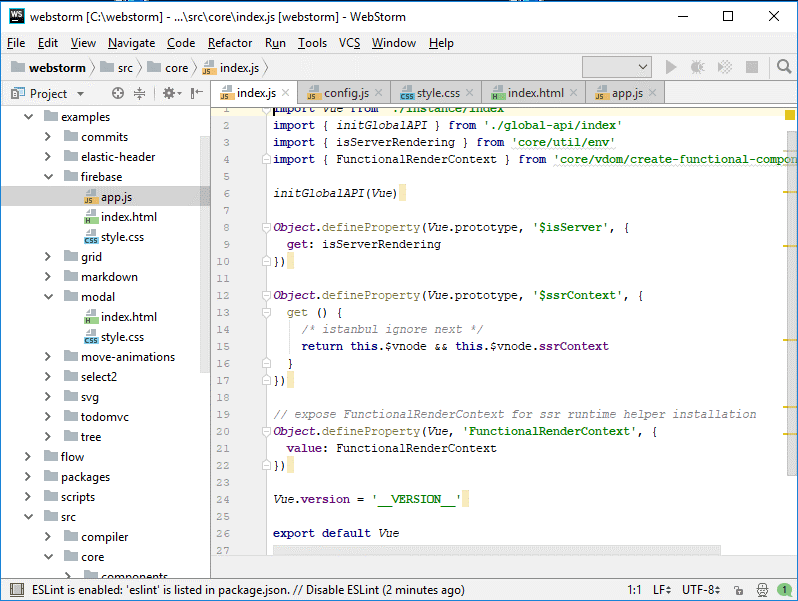 WS webstorm [C:\webstorm] - ...\src\core\index.js [webstorm] - WebStorm
File Edit View Navigate Code Refactor Run Tools VCS Window Help
webstorm src core index.js
Project
index.js config.js style.css index.html app.js
examples
commits
elastic-header
firebase
app.js
index.html
style.css
grid
markdown
modal
index.html
style.css
move-animations
select2
svg
todomvc
tree
flow
packages
scripts
src
compiler
core
components
1 import Vue from './instance/index'
2 import { initGlobalAPI } from './global-api/index'
3 import { isServerRendering } from 'core/util/env'
4 import { FunctionalRenderContext } from 'core/vdom/create-functional-compon
5
6 initGlobalAPI(Vue)
7
8 Object.defineProperty(Vue.prototype, '$isServer', {
9 get: isServerRendering
10 })
11
12 Object.defineProperty(Vue.prototype, '$ssrContext', {
13 get () {
14 /* istanbul ignore next */
15 return this.$vnode && this.$vnode.ssrContext
16 }
17 })
18
19 // expose FunctionalRenderContext for ssr runtime helper installation
20 Object.defineProperty(Vue, 'FunctionalRenderContext', {
21 value: FunctionalRenderContext
22 })
23
24 Vue.version = '__VERSION__'
25
26 export default Vue
27
ESLint is enabled: 'eslint' is listed in package.json. // Disable ESLint (2 minutes ago) 1:1 LF UTF-8 1